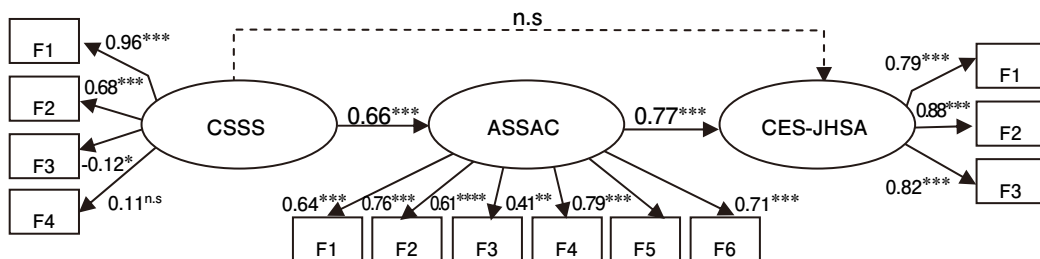 n.s
F1
0.96***
F2
0.68***
F3
-0.12*
F4
0.11n.s
CSSS
0.66***
ASSAC
0.77***
CES-JHSA
0.64***
0.76***
0.61****
0.41**
0.79***
0.71***
F1
F2
F3
F4
F5
F6
0.79***
F1
0.88***
F2
0.82***
F3